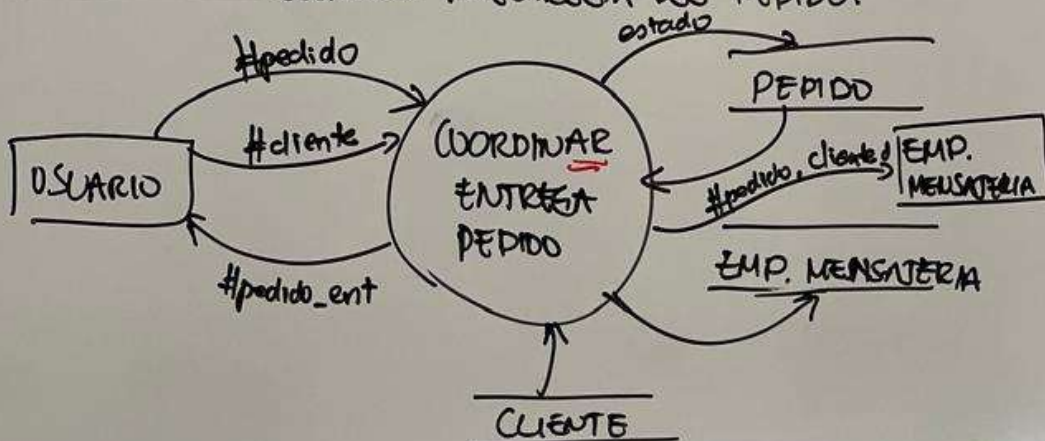 #pedido
estado
PEDIDO
#cliente
COORDINAR
ENTREGA
PEDIDO
USUARIO
#pedido, cliente
EMP.
MENSAJERIA
#pedido_ent
EMP. MENSAJERIA
CLIENTE